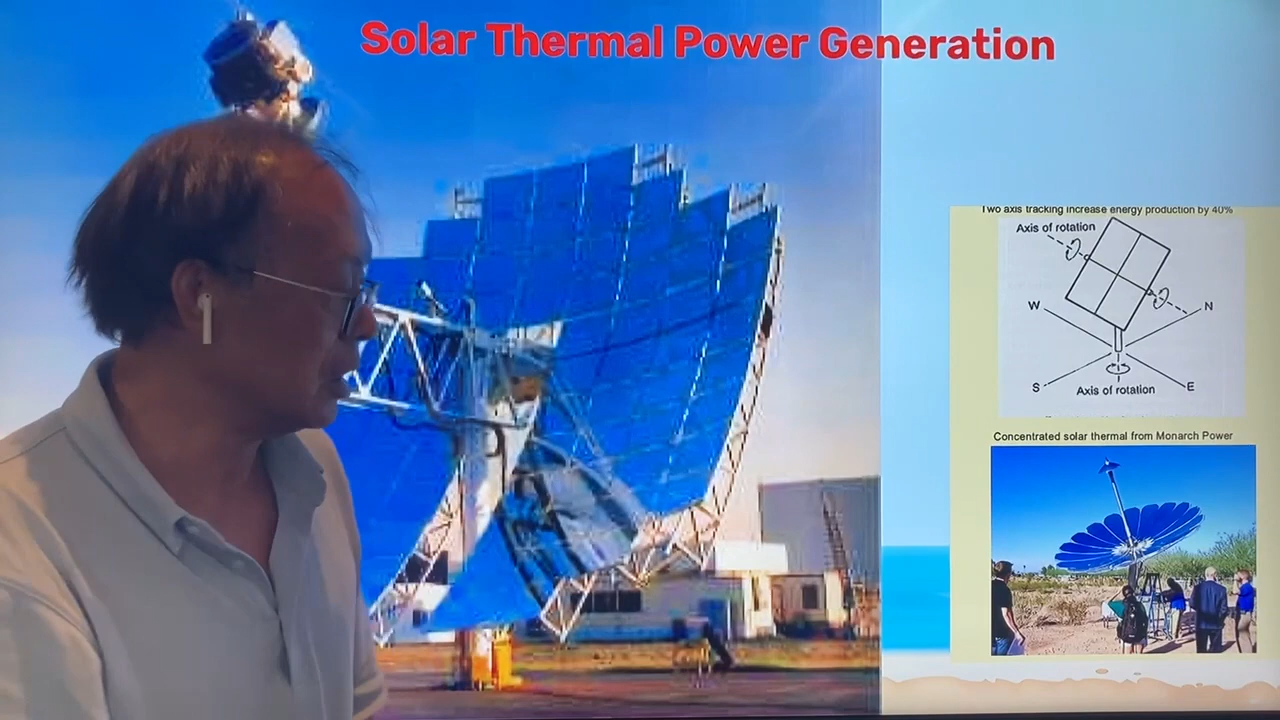 Solar Thermal Power Generation
Two axis tracking increase energy production by 40%
Axis of rotation
W
N
S
Axis of rotation
E
Concentrated solar thermal from Monarch Power